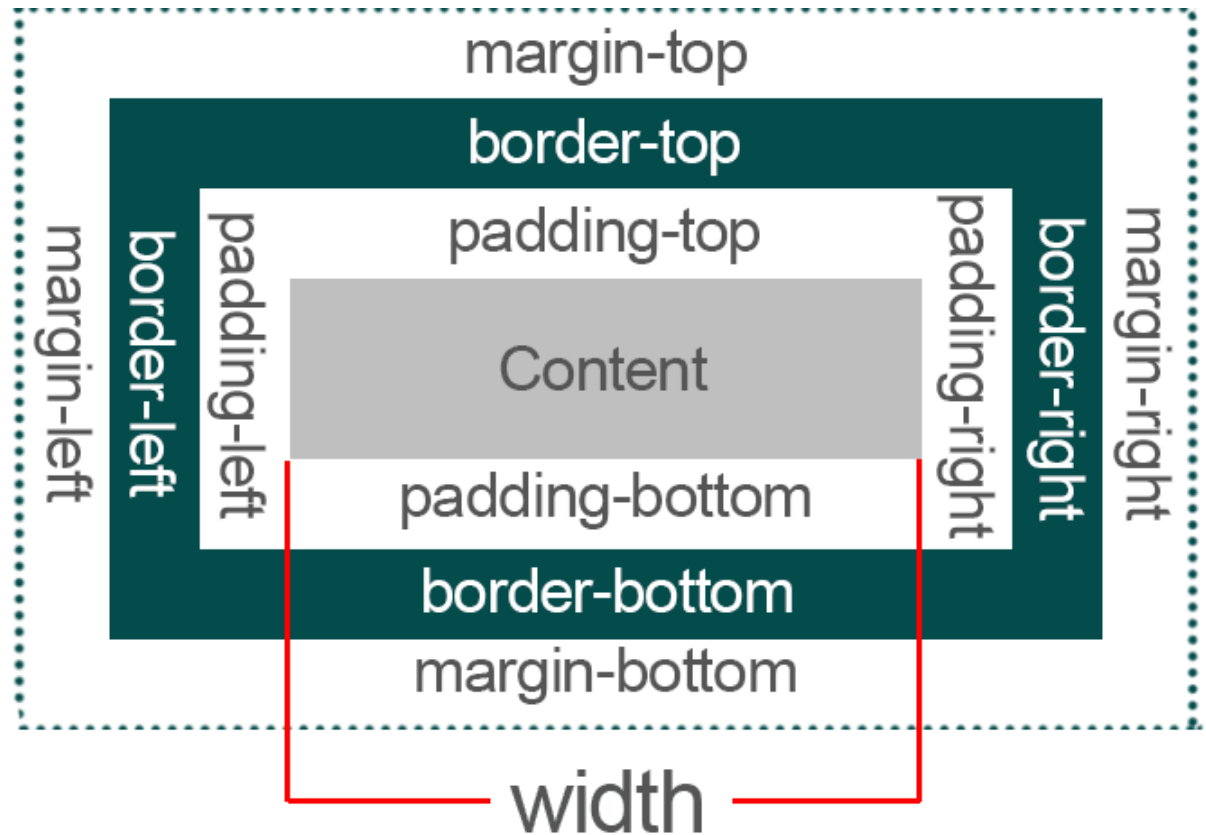 margin-top
border-top
padding-top
margin-left
border-left
padding-left
Content
padding-right
border-right
margin-right
padding-bottom
border-bottom
margin-bottom
width